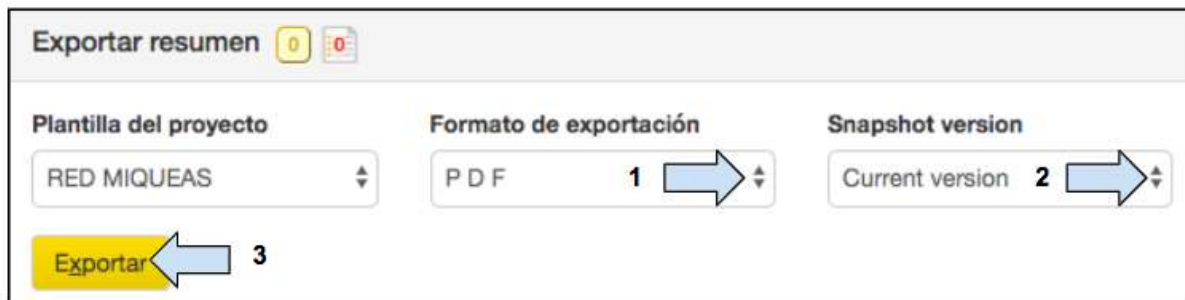 Exportar resumen 0 0
Plantilla del proyecto Formato de exportación Snapshot version
RED MIQUEAS P D F 1 Current version 2
Exportar 3